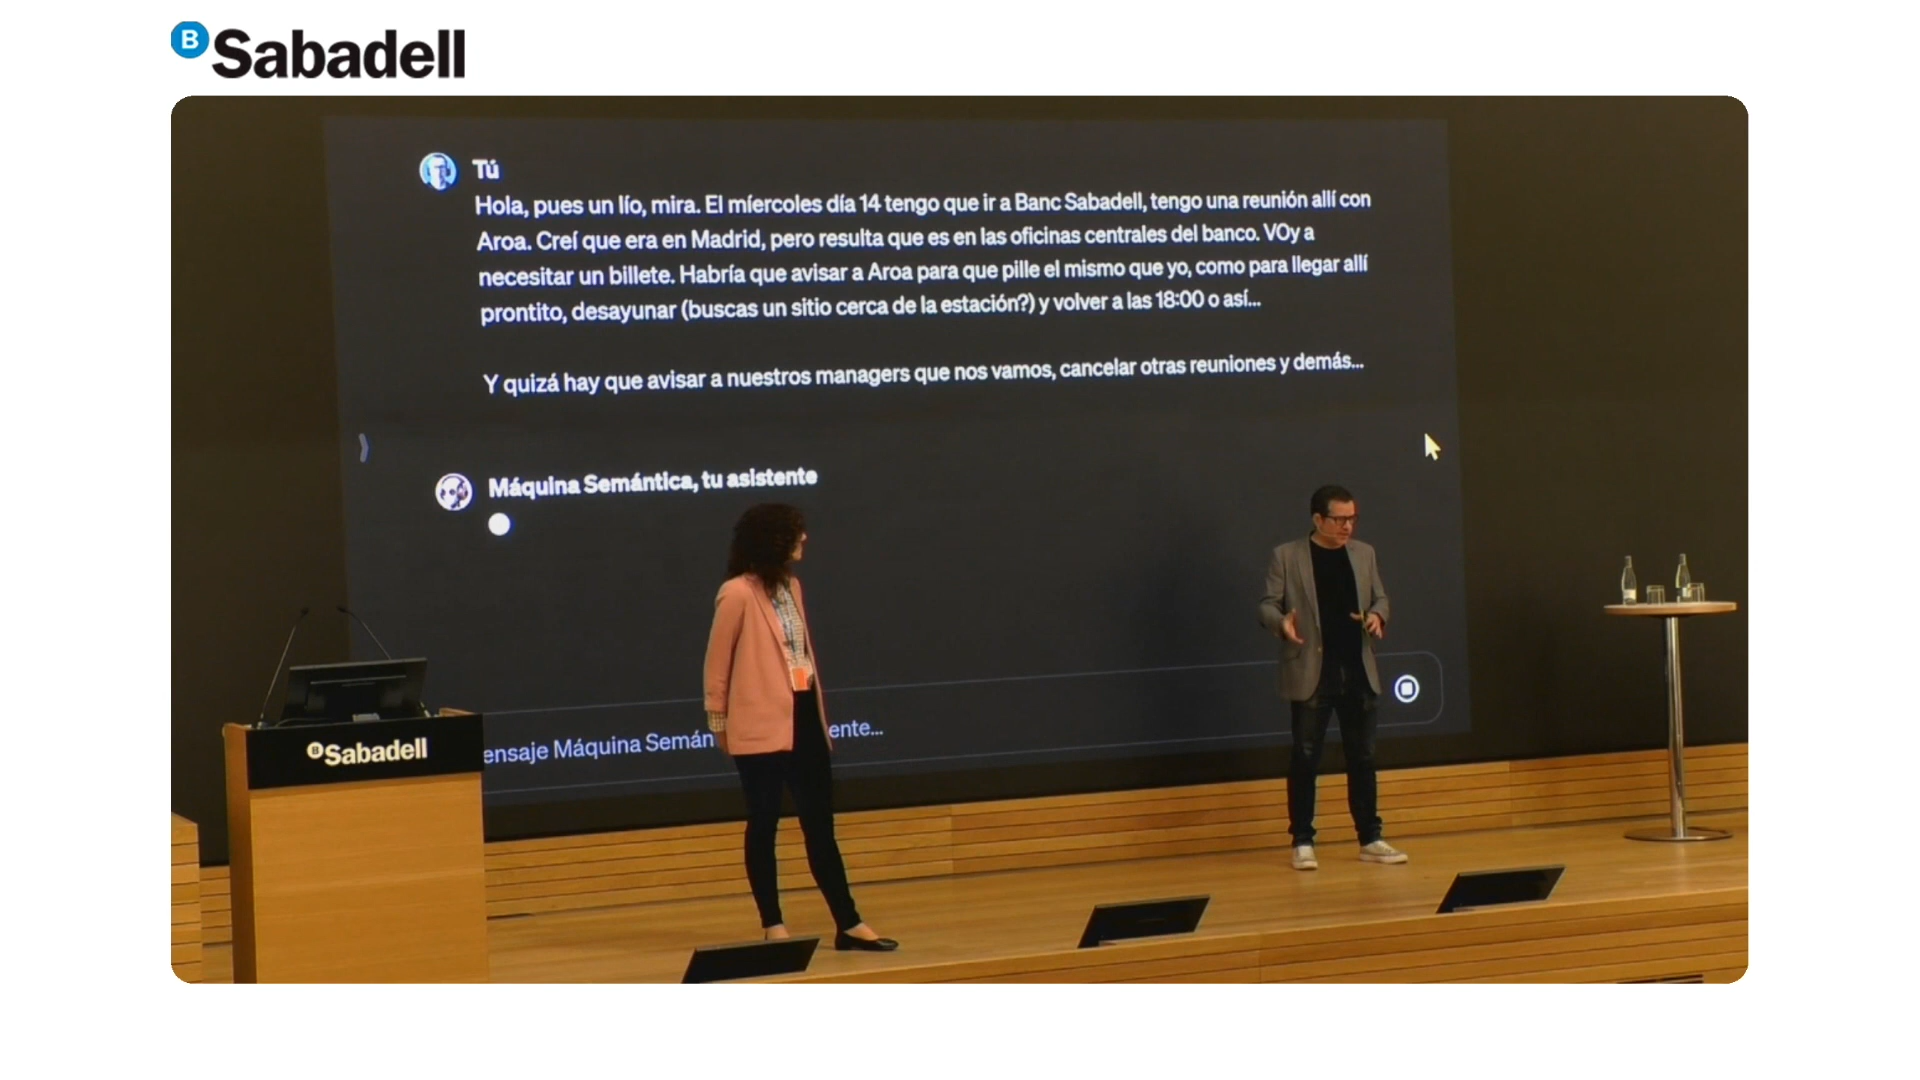 B Sabadell
Tú
Hola, pues un lío, mira. El míercoles día 14 tengo que ir a Banc Sabadell, tengo una reunión allí con
Aroa. Creí que era en Madrid, pero resulta que es en las oficinas centrales del banco. VOy a
necesitar un billete. Habría que avisar a Aroa para que pille el mismo que yo, como para llegar allí
prontito, desayunar (buscas un sitio cerca de la estación?) y volver a las 18:00 o así...
Y quizá hay que avisar a nuestros managers que nos vamos, cancelar otras reuniones y demás...
Máquina Semántica, tu asistente
ensaje Máquina Semán ente...
B Sabadell